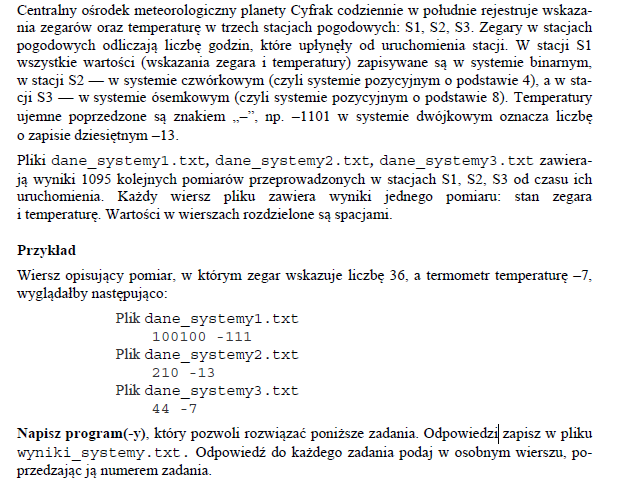 Centralny ośrodek meteorologiczny planety Cyfrak codziennie w południe rejestruje wskaza-
nia zegarów oraz temperaturę w trzech stacjach pogodowych: S1, S2, S3. Zegary w stacjach
pogodowych odliczają liczbę godzin, które upłynęły od uruchomienia stacji. W stacji S1
wszystkie wartości (wskazania zegara i temperatury) zapisywane są w systemie binarnym,
w stacji S2 — w systemie czwórkowym (czyli systemie pozycyjnym o podstawie 4), a w sta-
cji S3 — w systemie ósemkowym (czyli systemie pozycyjnym o podstawie 8). Temperatury
ujemne poprzedzone są znakiem „–”, np. –1101 w systemie dwójkowym oznacza liczbę
o zapisie dziesiętnym –13.
Pliki dane_systemy1.txt, dane_systemy2.txt, dane_systemy3.txt zawiera-
ją wyniki 1095 kolejnych pomiarów przeprowadzonych w stacjach S1, S2, S3 od czasu ich
uruchomienia. Każdy wiersz pliku zawiera wyniki jednego pomiaru: stan zegara
i temperaturę. Wartości w wierszach rozdzielone są spacjami.
Przykład
Wiersz opisujący pomiar, w którym zegar wskazuje liczbę 36, a termometr temperaturę –7,
wyglądałby następująco:
Plik dane_systemy1.txt
100100 -111
Plik dane_systemy2.txt
210 -13
Plik dane_systemy3.txt
44 -7
Napisz program(-y), który pozwoli rozwiązać poniższe zadania. Odpowiedzi zapisz w pliku
wyniki_systemy.txt. Odpowiedź do każdego zadania podaj w osobnym wierszu, po-
przedzając ją numerem zadania.